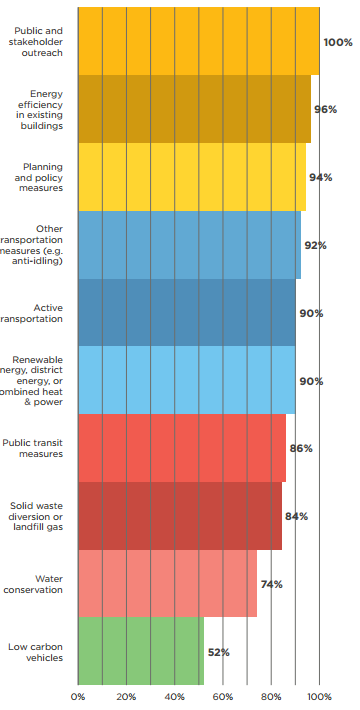 Public and
stakeholder
outreach
100%
Energy
efficiency
in existing
buildings
96%
Planning
and policy
measures
94%
Other
ransportation
measures (e.g.
anti-idling)
92%
Active
ransportation
90%
Renewable
nergy, district
energy, or
ombined heat
& power
90%
Public transit
measures
86%
Solid waste
diversion or
landfill gas
84%
Water
conservation
74%
Low carbon
vehicles
52%
0% 20% 40% 60% 80% 100%